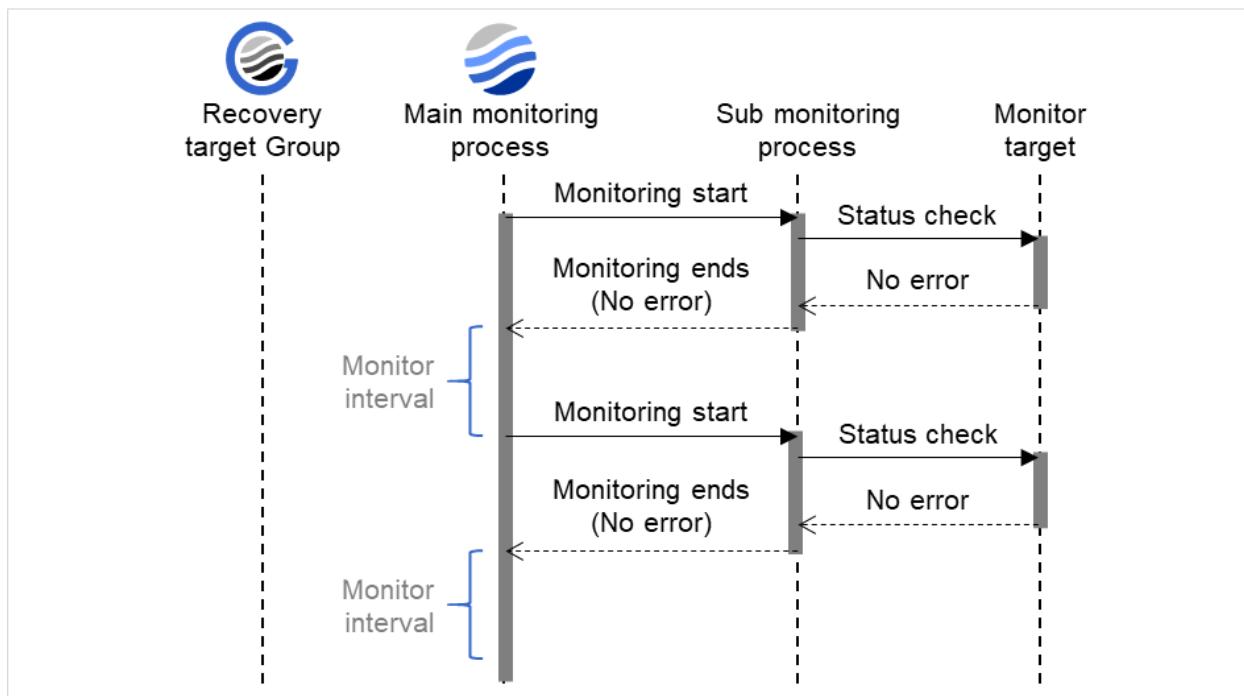 Recovery
target Group
Main monitoring
process
Sub monitoring
process
Monitor
target
Monitoring start
Status check
Monitoring ends
(No error)
No error
Monitor
interval
Monitoring start
Status check
Monitoring ends
(No error)
No error
Monitor
interval